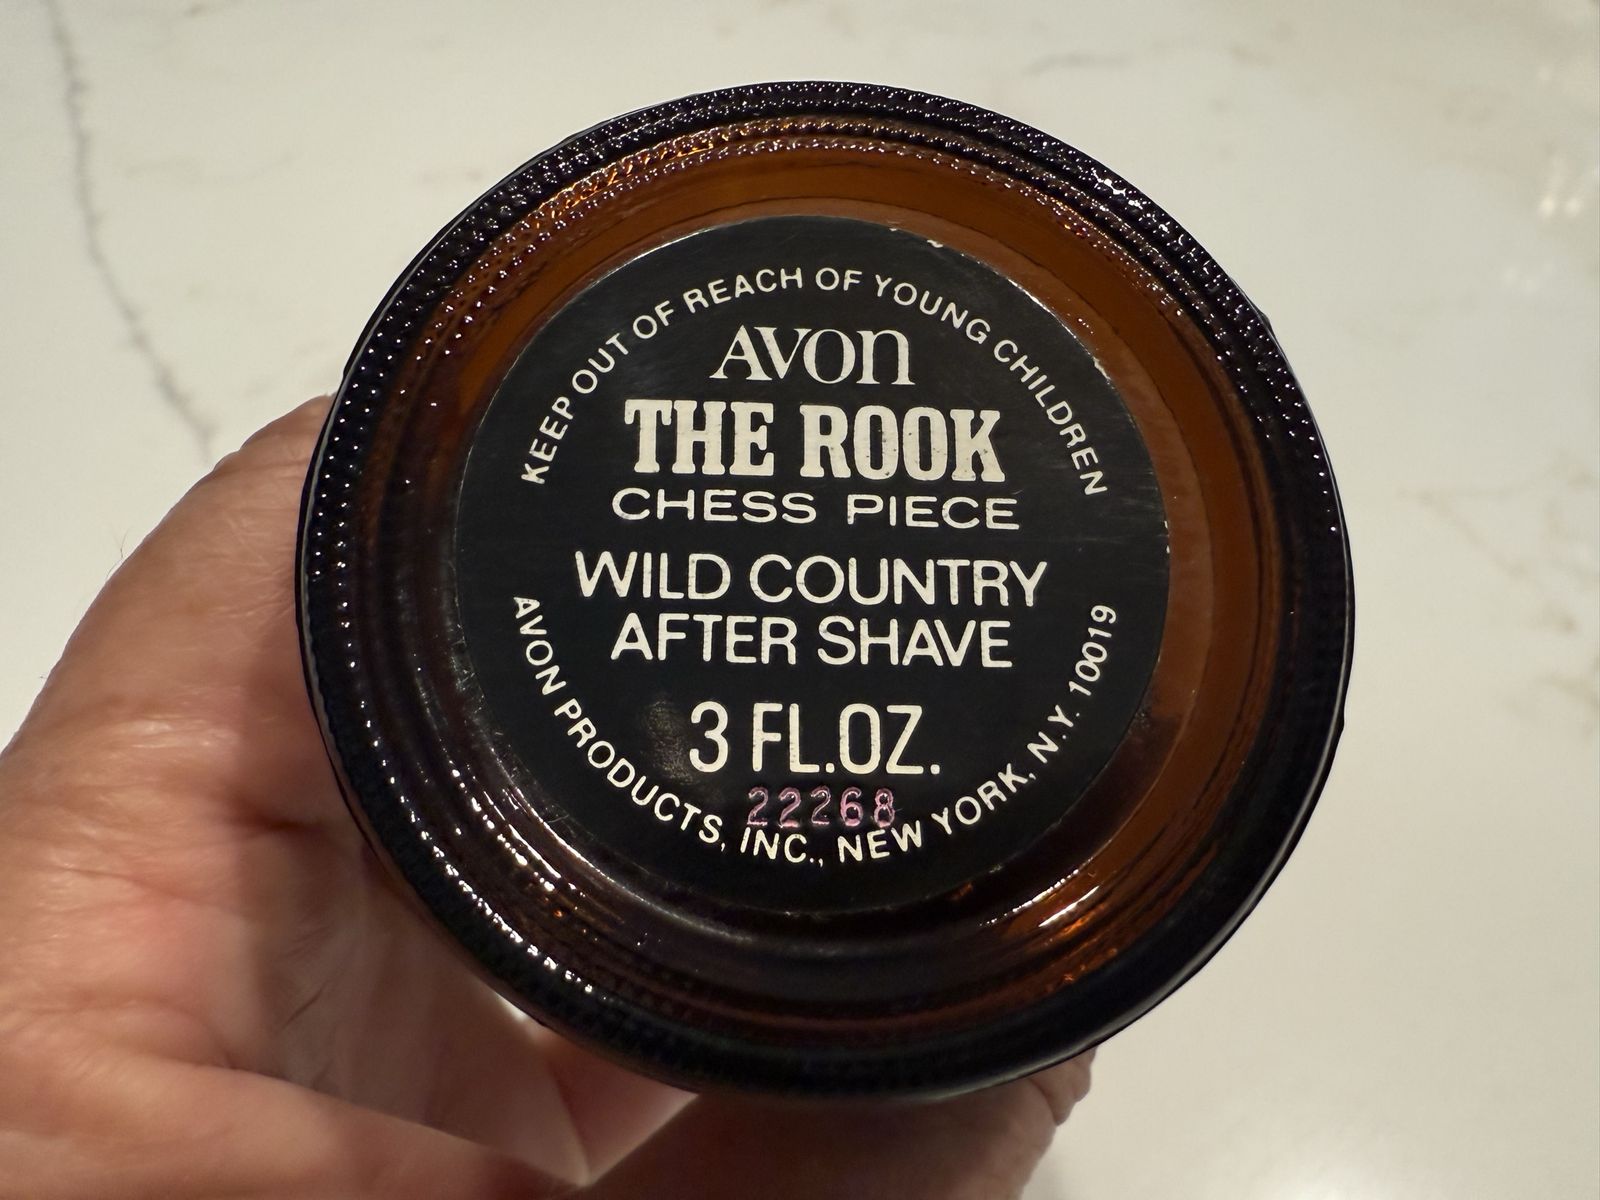 KEEP OUT OF REACH OF YOUNG CHILDREN
AVON
THE ROOK
CHESS PIECE
WILD COUNTRY
AFTER SHAVE
3 FL.OZ.
22268
AVON PRODUCTS, INC., NEW YORK, N.Y. 10019